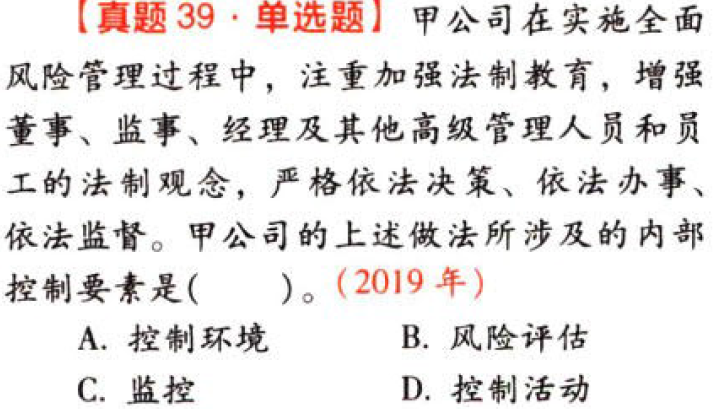 【真题 39·单选题】 甲公司在实施全面
风险管理过程中，注重加强法制教育，增强
董事、监事、经理及其他高级管理人员和员
工的法制观念，严格依法决策、依法办事、
依法监督。甲公司的上述做法所涉及的内部
控制要素是(　　)。(2019 年)
A. 控制环境　　B. 风险评估
C. 监控　　D. 控制活动